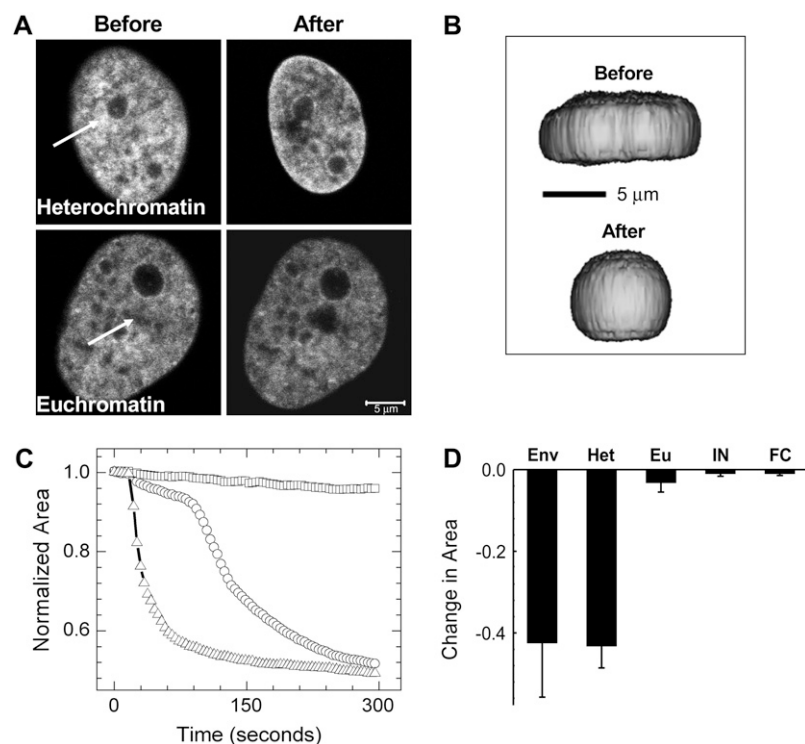 A
Before
After
Heterochromatin
Euchromatin
5 μm
B
Before
5 μm
After
C
Normalized Area
1.0
0.8
0.6
0
150
300
Time (seconds)
D
Env Het Eu IN FC
Change in Area
0.0
-0.2
-0.4